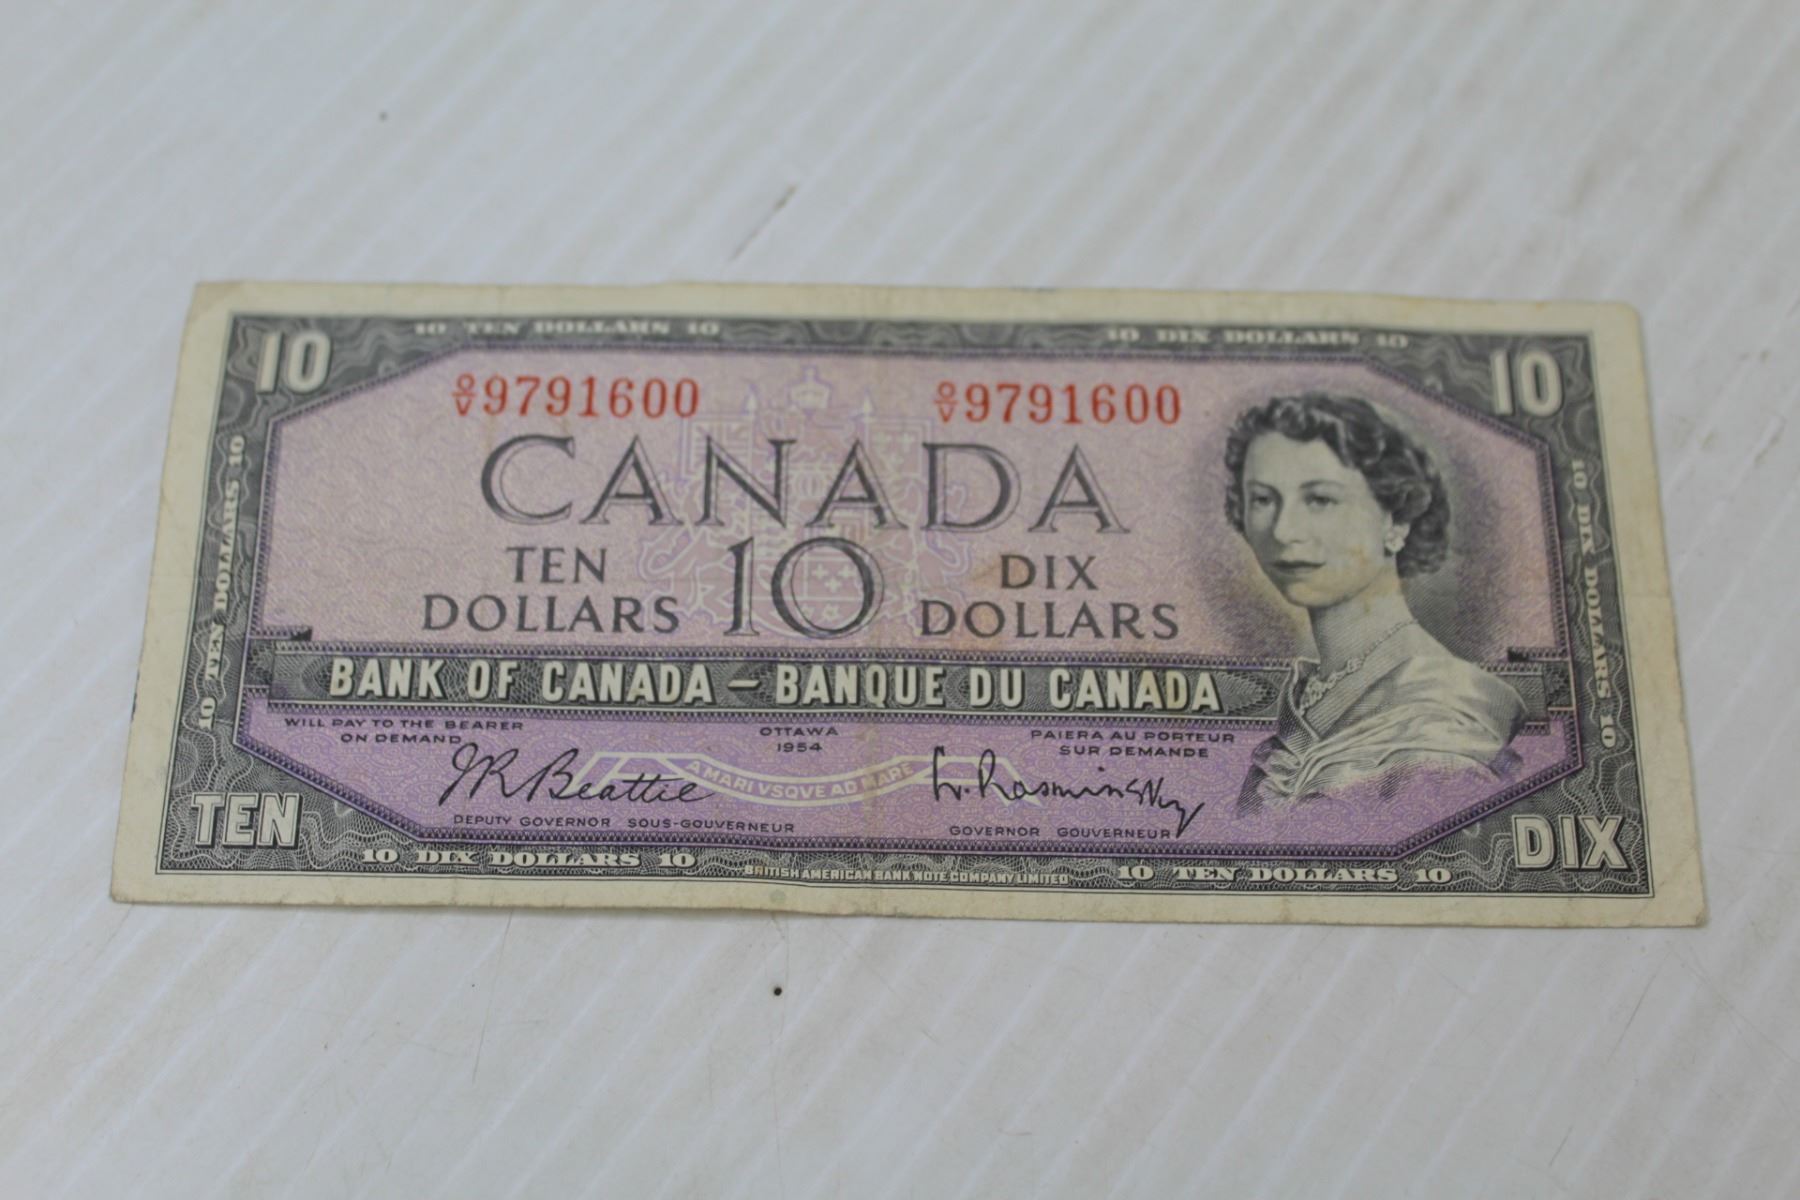 10 TEN DOLLARS 10
10 DIX DOLLARS 10
10
10
O/V 9791600
O/V 9791600
CANADA
TEN DOLLARS
10
DIX DOLLARS
10 TEN DOLLARS 10
10 DIX DOLLARS 10
BANK OF CANADA – BANQUE DU CANADA
WILL PAY TO THE BEARER
ON DEMAND
OTTAWA
1954
PAIERA AU PORTEUR
SUR DEMANDE
JRBeattie
A MARI VSQVE AD MARE
L. Rasminsky
DEPUTY GOVERNOR SOUS-GOUVERNEUR
GOVERNOR GOUVERNEUR
TEN
DIX
10 DIX DOLLARS 10
BRITISH AMERICAN BANK NOTE COMPANY LIMITED
10 TEN DOLLARS 10